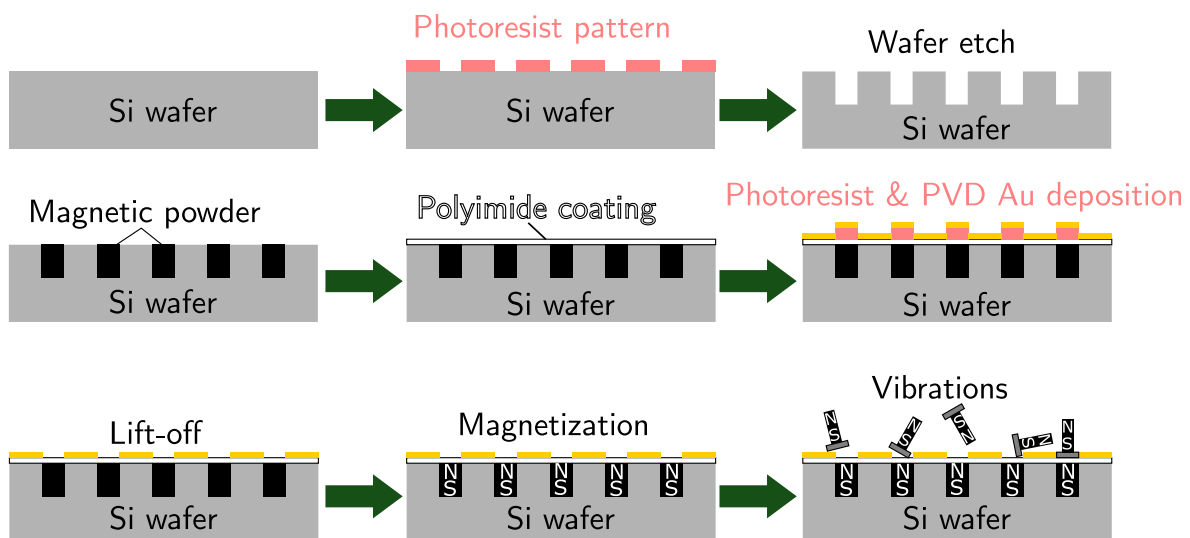 Photoresist pattern
Wafer etch
Si wafer
Si wafer
Si wafer
Magnetic powder
Polyimide coating
Photoresist & PVD Au deposition
Si wafer
Si wafer
Si wafer
Lift-off
Magnetization
Vibrations
N S
N S
N S
N S
N S
N N N N N
S S S S S
N N N N N
S S S S S
Si wafer
Si wafer
Si wafer